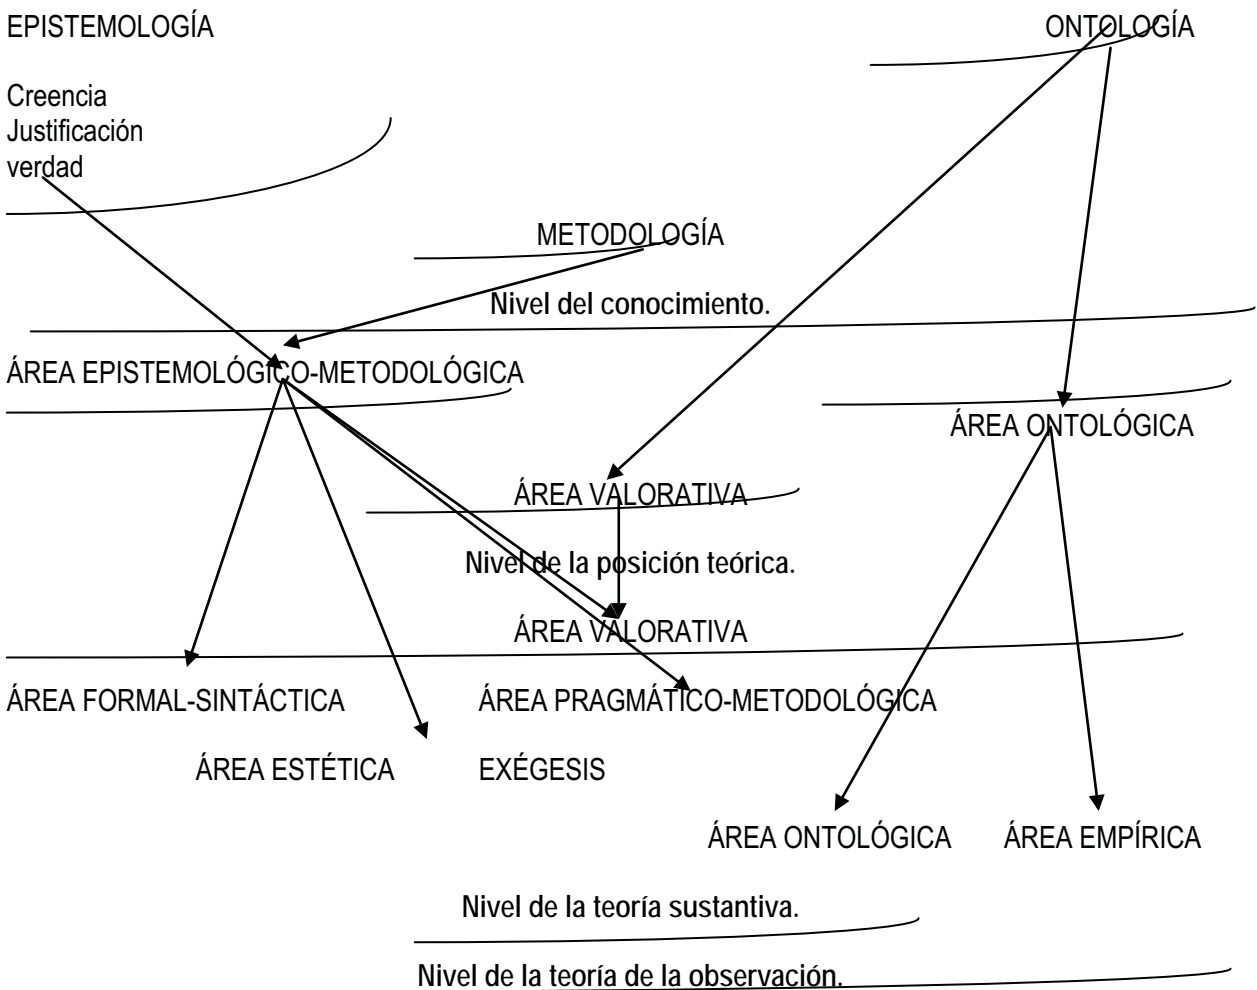 EPISTEMOLOGÍA ONTOLOGÍA
Creencia
Justificación
verdad
METODOLOGÍA
Nivel del conocimiento.
ÁREA EPISTEMOLÓGICO-METODOLÓGICA
ÁREA ONTOLÓGICA
ÁREA VALORATIVA
Nivel de la posición teórica.
ÁREA VALORATIVA
ÁREA FORMAL-SINTÁCTICA ÁREA PRAGMÁTICO-METODOLÓGICA
ÁREA ESTÉTICA EXÉGESIS
ÁREA ONTOLÓGICA ÁREA EMPÍRICA
Nivel de la teoría sustantiva.
Nivel de la teoría de la observación.